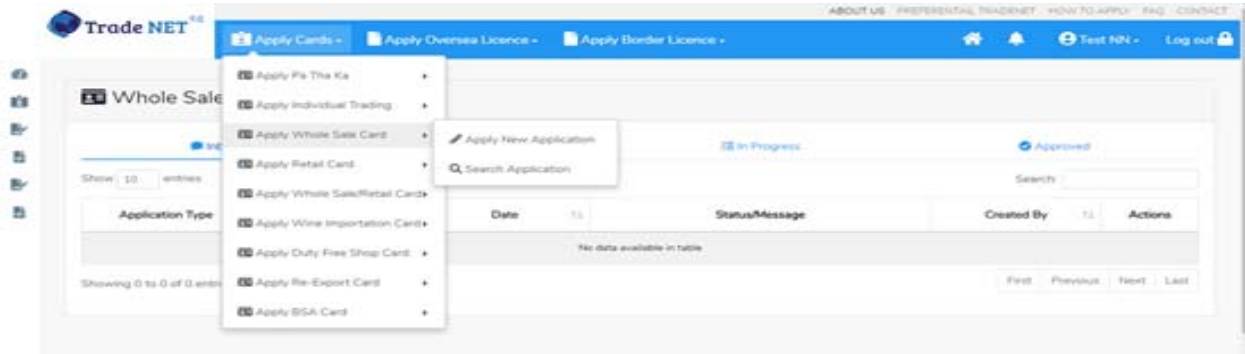 ABOUT US PREFERENTIAL TRADENET HOW TO APPLY FAQ CONTACT
Trade NET
Apply Cards Apply Oversea Licence Apply Border Licence Test NN Log out
Apply Pa Tha Ka
Whole Sale
Apply Individual Trading
Apply Whole Sale Card Apply New Application In Progress Approved
Apply Retail Card Search Application
Show 10 entries Search:
Apply Whole Sale/Retail Card
Application Type Date Status/Message Created By Actions
Apply Wine Importation Card
No data available in table
Apply Duty Free Shop Card
Showing 0 to 0 of 0 First Previous Next Last
Apply Re-Export Card
Apply BSA Card